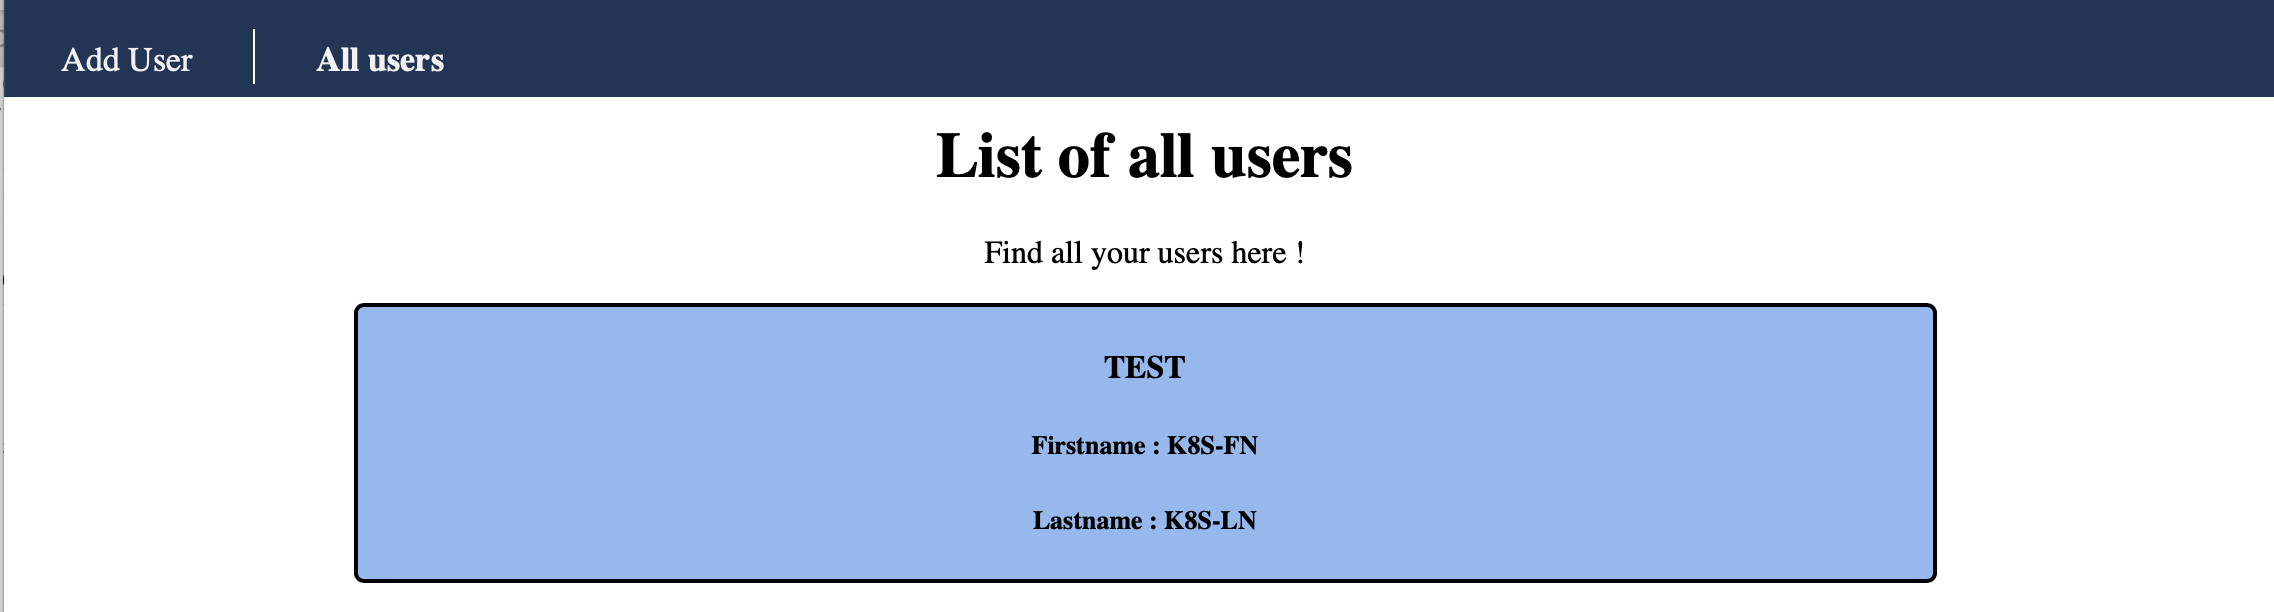 Add User
All users
List of all users
Find all your users here !
TEST
Firstname : K8S-FN
Lastname : K8S-LN